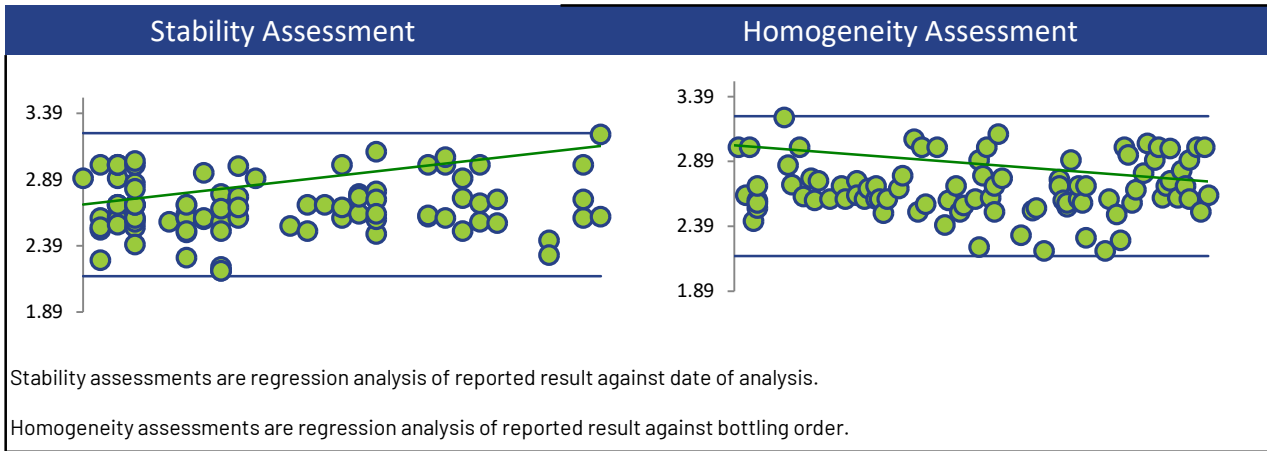 Stability Assessment
Homogeneity Assessment
3.39
2.89
2.39
1.89
3.39
2.89
2.39
1.89
Stability assessments are regression analysis of reported result against date of analysis.
Homogeneity assessments are regression analysis of reported result against bottling order.